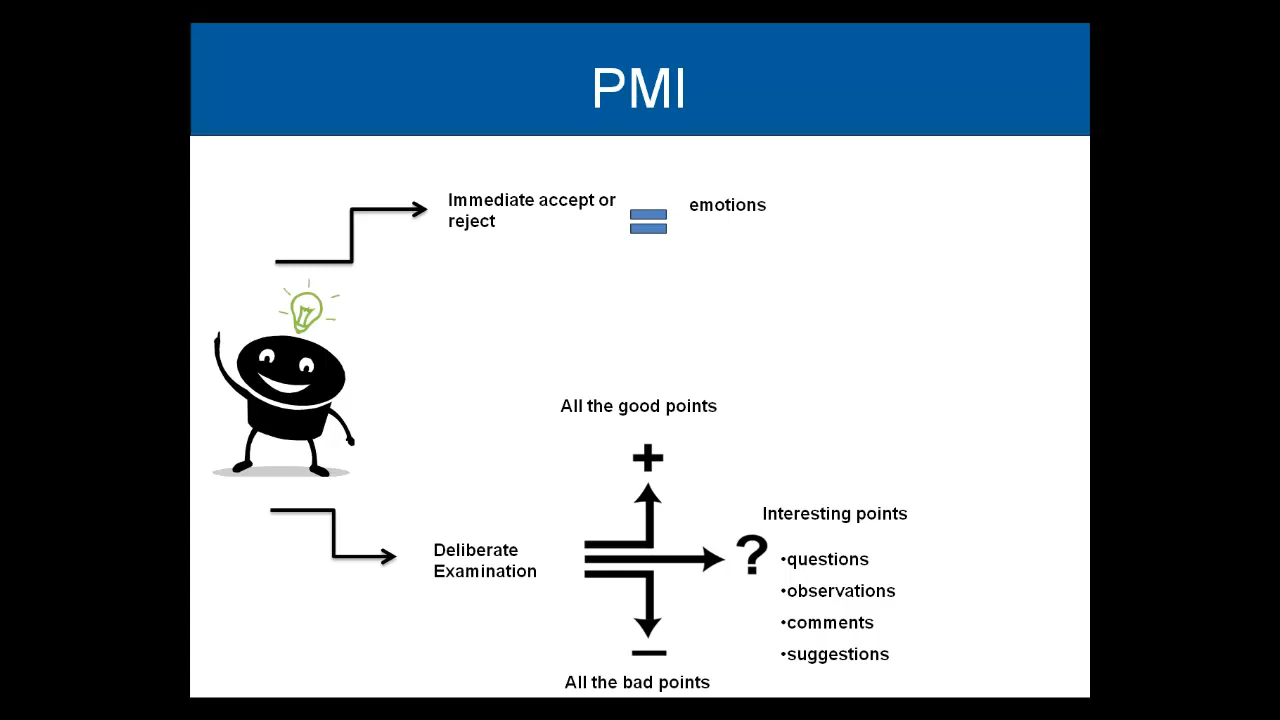 PMI
Immediate accept or
reject
emotions
All the good points
+
Interesting points
?
•questions
Deliberate
Examination
•observations
•comments
•suggestions
All the bad points